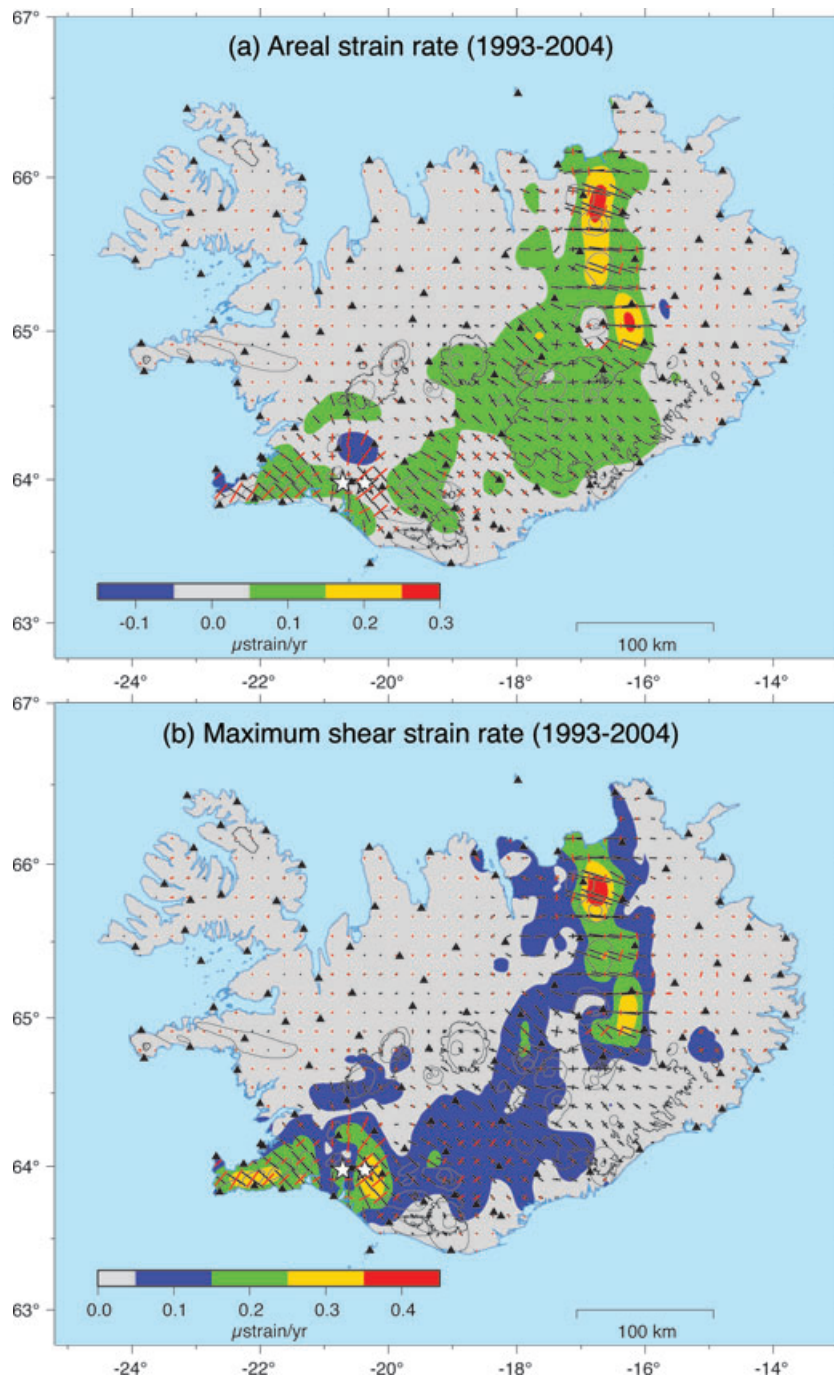 67°
(a) Areal strain rate (1993-2004)
66°
65°
64°
-0.1 0.0 0.1 0.2 0.3
μstrain/yr
100 km
63°
-24° -22° -20° -18° -16° -14°
67°
(b) Maximum shear strain rate (1993-2004)
66°
65°
64°
0.0 0.1 0.2 0.3 0.4
μstrain/yr
100 km
63°
-24° -22° -20° -18° -16° -14°